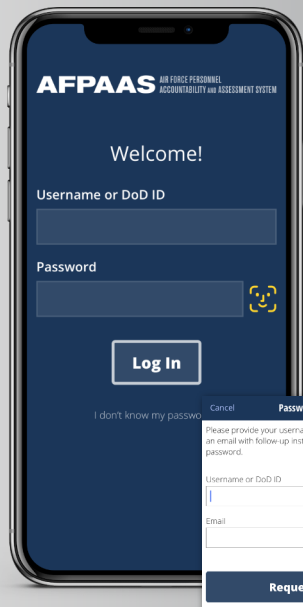 AFPAAS AIR FORCE PERSONNEL
ACCOUNTABILITY AND ASSESSMENT SYSTEM
Welcome!
Username or DoD ID
Password
Log In
I don't know my passwo
Cancel Passw
Please provide your userna
an email with follow-up inst
password.
Username or DoD ID
Email
Reque